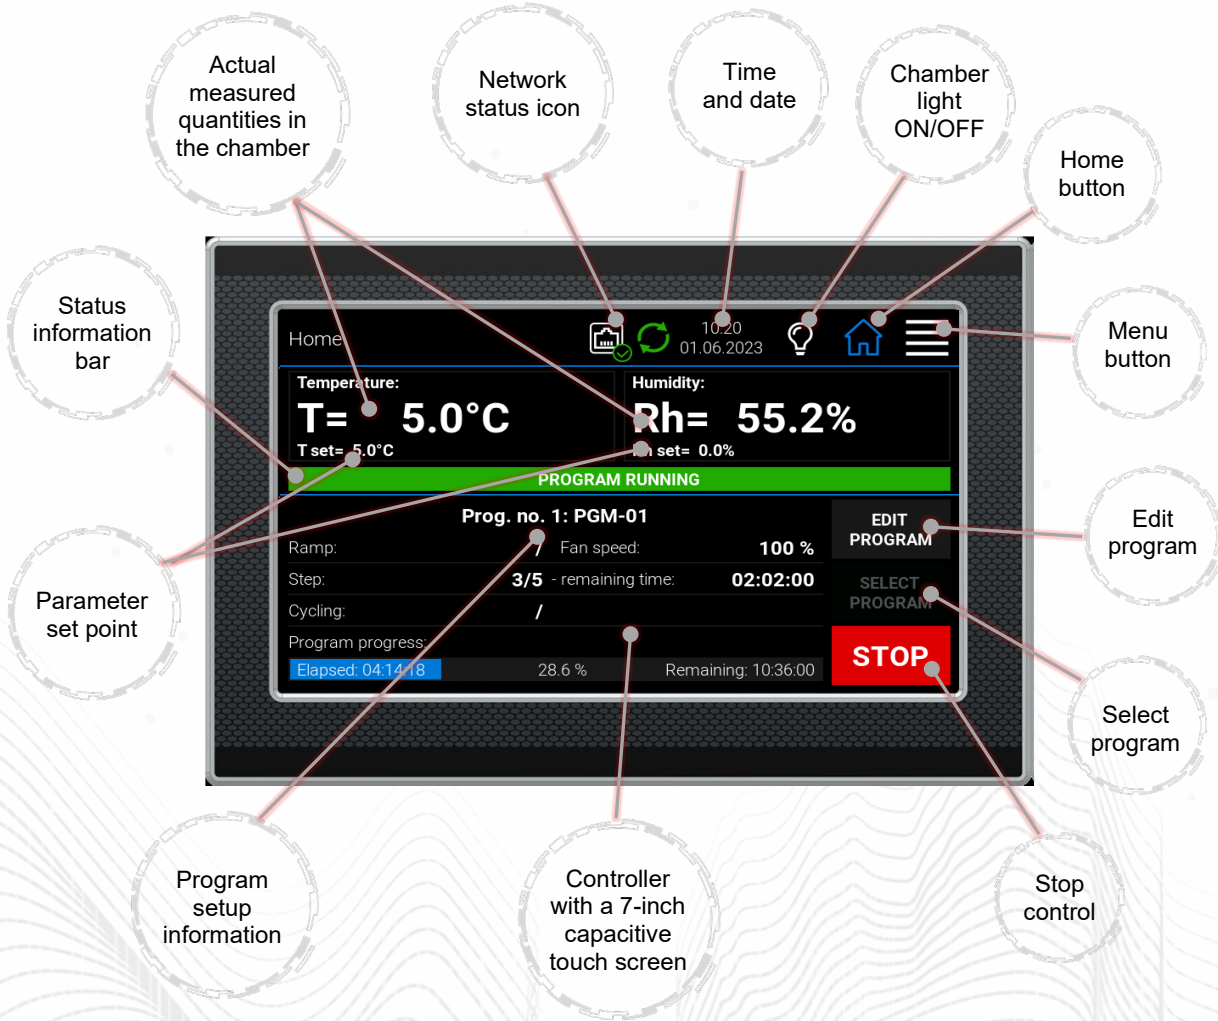 Actual
measured
quantities in
the chamber
Network
status icon
Time
and date
Chamber
light
ON/OFF
Home
button
Status
information
bar
Menu
button
Parameter
set point
Edit
program
Select
program
Program
setup
information
Controller
with a 7-inch
capacitive
touch screen
Stop
control
Home
10:20
01.06.2023
Temperature:
T= 5.0°C
T set= 5.0°C
Humidity:
Rh= 55.2%
Rh set= 0.0%
PROGRAM RUNNING
Prog. no. 1: PGM-01
Ramp: / Fan speed: 100 %
Step: 3/5 - remaining time: 02:02:00
Cycling: /
Program progress:
Elapsed: 04:14:18 28.6 % Remaining: 10:36:00
EDIT
PROGRAM
SELECT
PROGRAM
STOP